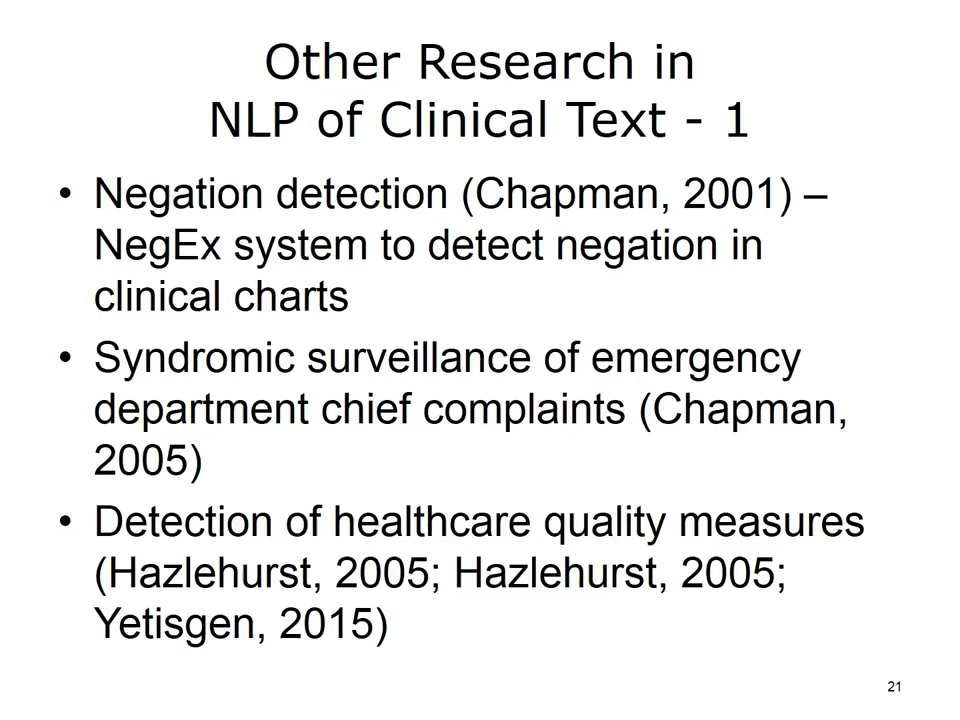 Other Research in
NLP of Clinical Text - 1
• Negation detection (Chapman, 2001) –
NegEx system to detect negation in
clinical charts
• Syndromic surveillance of emergency
department chief complaints (Chapman,
2005)
• Detection of healthcare quality measures
(Hazlehurst, 2005; Hazlehurst, 2005;
Yetisgen, 2015)
21